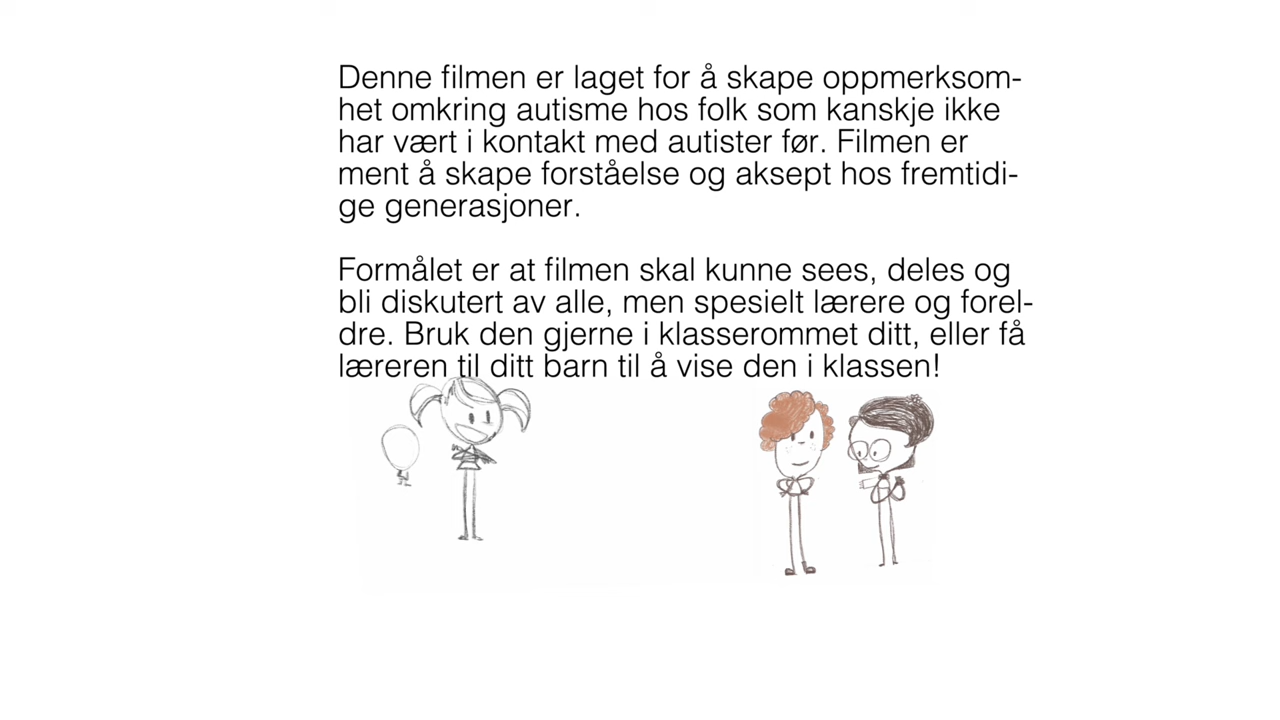 Denne filmen er laget for å skape oppmerksom-
het omkring autisme hos folk som kanskje ikke
har vært i kontakt med autister før. Filmen er
ment å skape forståelse og aksept hos fremtidi-
ge generasjoner.
Formålet er at filmen skal kunne sees, deles og
bli diskutert av alle, men spesielt lærere og forel-
dre. Bruk den gjerne i klasserommet ditt, eller få
læreren til ditt barn til å vise den i klassen!